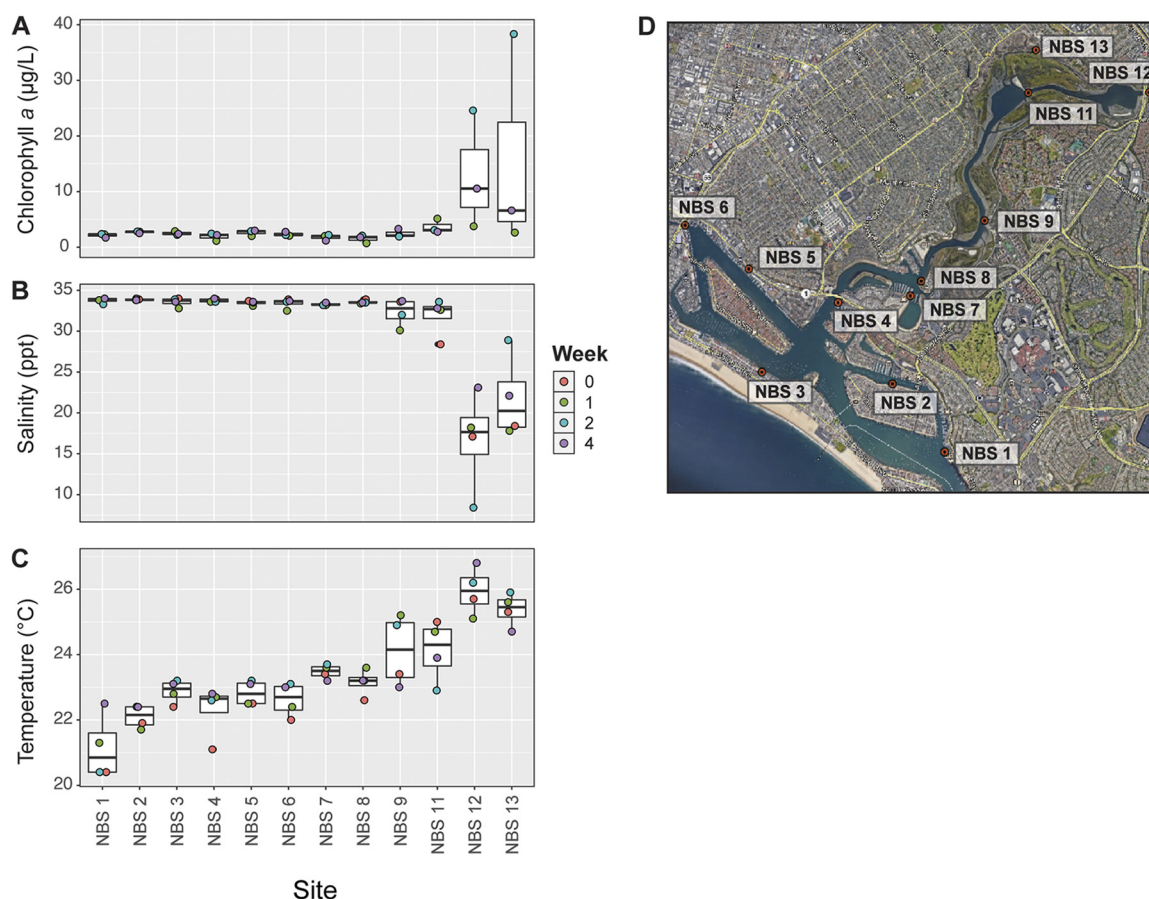 A
Chlorophyll a (µg/L)
40
30
20
10
0
B
Salinity (ppt)
35
30
25
20
15
10
C
Temperature (°C)
26
24
22
20
NBS 1
NBS 2
NBS 3
NBS 4
NBS 5
NBS 6
NBS 7
NBS 8
NBS 9
NBS 11
NBS 12
NBS 13
Site
Week
0
1
2
4
D
NBS 13
NBS 12
NBS 11
NBS 6
NBS 9
NBS 5
NBS 8
NBS 7
NBS 4
NBS 3
NBS 2
NBS 1